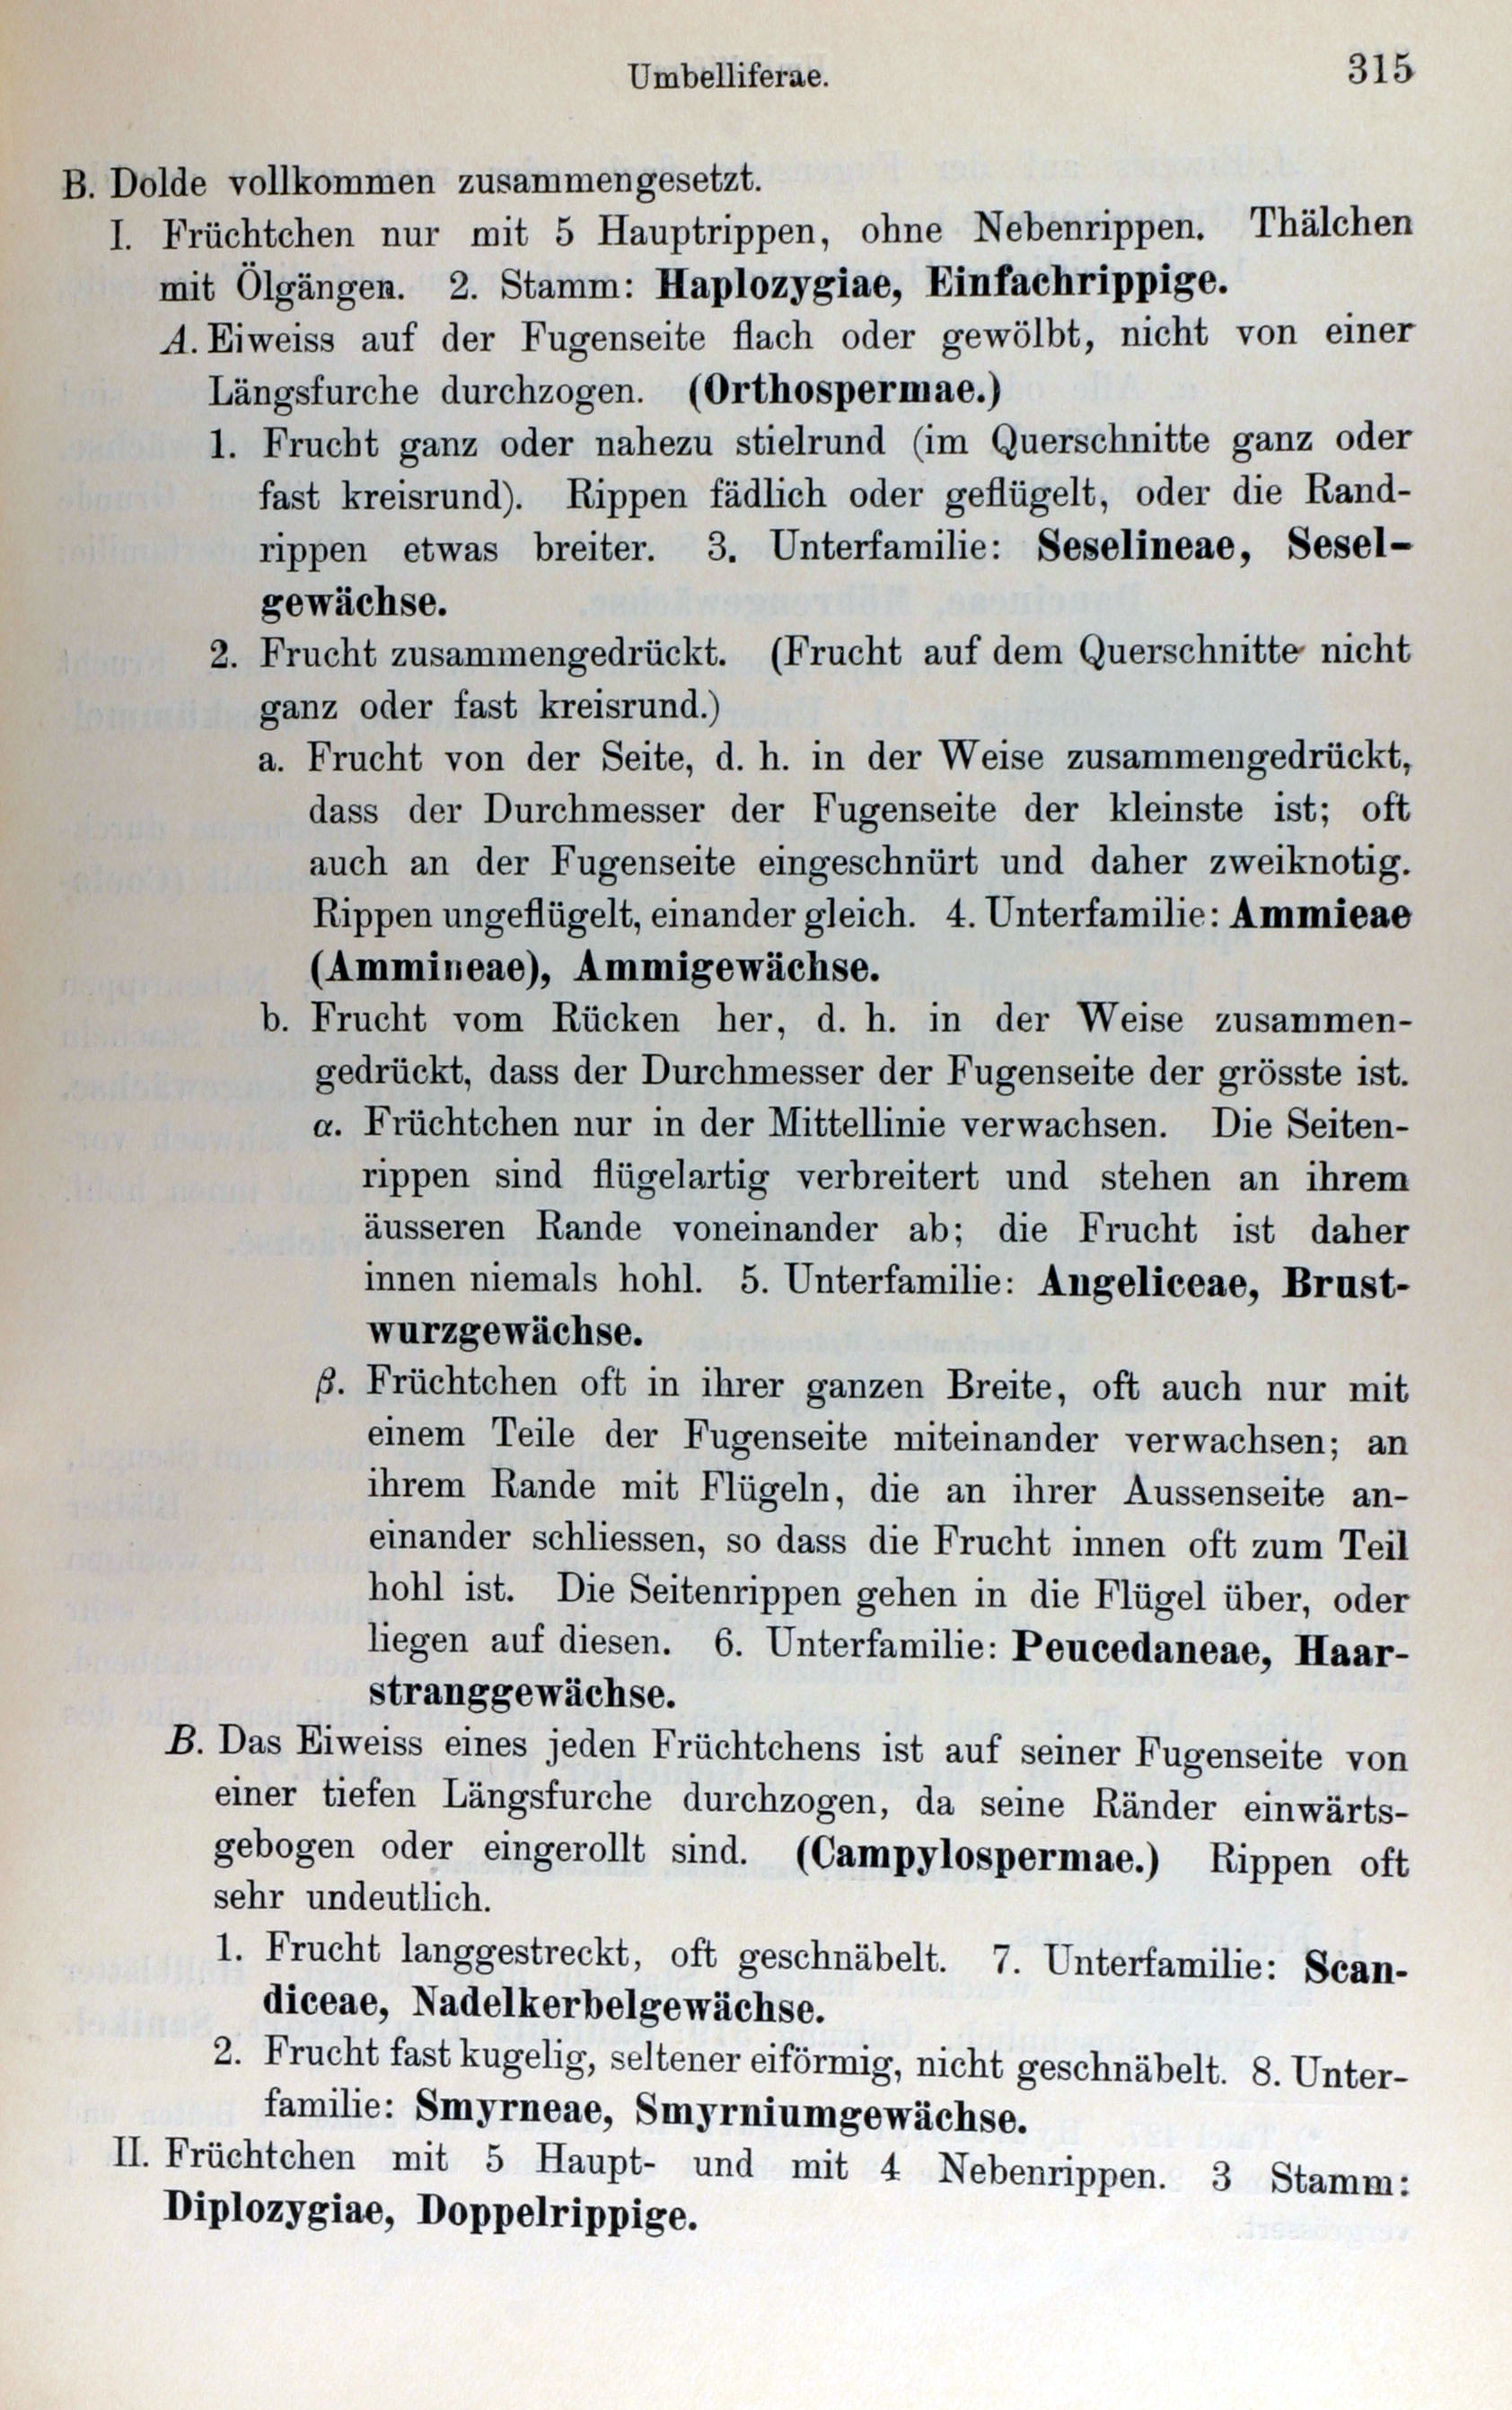 Umbelliferae.
315
B. Dolde vollkommen zusammengesetzt.
I. Früchtchen nur mit 5 Hauptrippen, ohne Nebenrippen. Thälchen
mit Ölgängen. 2. Stamm: Haplozygiae, Einfachrippige.
A. Eiweiss auf der Fugenseite flach oder gewölbt, nicht von einer
Längsfurche durchzogen. (Orthospermae.)
1. Frucht ganz oder nahezu stielrund (im Querschnitte ganz oder
fast kreisrund). Rippen fädlich oder geflügelt, oder die Rand-
rippen etwas breiter. 3. Unterfamilie: Seselineae, Sesel-
gewächse.
2. Frucht zusammengedrückt. (Frucht auf dem Querschnitte nicht
ganz oder fast kreisrund.)
a. Frucht von der Seite, d. h. in der Weise zusammengedrückt,
dass der Durchmesser der Fugenseite der kleinste ist; oft
auch an der Fugenseite eingeschnürt und daher zweiknotig.
Rippen ungeflügelt, einander gleich. 4. Unterfamilie: Ammieae
(Ammineae), Ammigewächse.
b. Frucht vom Rücken her, d. h. in der Weise zusammen-
gedrückt, dass der Durchmesser der Fugenseite der grösste ist.
α. Früchtchen nur in der Mittellinie verwachsen. Die Seiten-
rippen sind flügelartig verbreitert und stehen an ihrem
äusseren Rande voneinander ab; die Frucht ist daher
innen niemals hohl. 5. Unterfamilie: Angeliceae, Brust-
wurzgewächse.
β. Früchtchen oft in ihrer ganzen Breite, oft auch nur mit
einem Teile der Fugenseite miteinander verwachsen; an
ihrem Rande mit Flügeln, die an ihrer Aussenseite an-
einander schliessen, so dass die Frucht innen oft zum Teil
hohl ist. Die Seitenrippen gehen in die Flügel über, oder
liegen auf diesen. 6. Unterfamilie: Peucedaneae, Haar-
stranggewächse.
B. Das Eiweiss eines jeden Früchtchens ist auf seiner Fugenseite von
einer tiefen Längsfurche durchzogen, da seine Ränder einwärts-
gebogen oder eingerollt sind. (Campylospermae.) Rippen oft
sehr undeutlich.
1. Frucht langgestreckt, oft geschnäbelt. 7. Unterfamilie: Scan-
diceae, Nadelkerbelgewächse.
2. Frucht fast kugelig, seltener eiförmig, nicht geschnäbelt. 8. Unter-
familie: Smyrneae, Smyrniumgewächse.
II. Früchtchen mit 5 Haupt- und mit 4 Nebenrippen. 3 Stamm:
Diplozygiae, Doppelrippige.